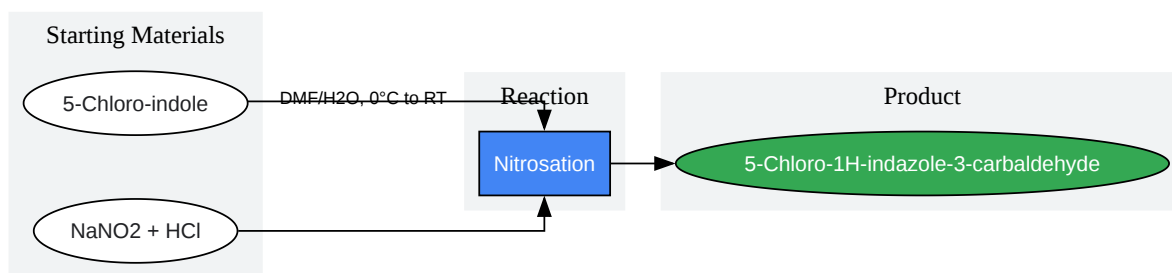 Starting Materials
5-Chloro-indole
NaNO2 + HCl
DMF/H2O, 0°C to RT
Reaction
Nitrosation
Product
5-Chloro-1H-indazole-3-carbaldehyde